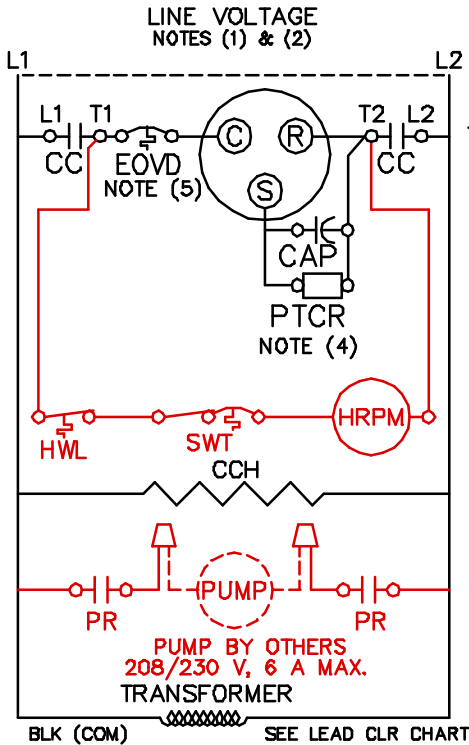 LINE VOLTAGE
NOTES (1) & (2)
L1 L2
L1 T1 T2 L2
C R
CC EOVD CC
NOTE (5)
S
CAP
PTCR
NOTE (4)
HRPM
HWL SWT
CCH
PUMP
PR PR
PUMP BY OTHERS
208/230 V, 6 A MAX.
TRANSFORMER
BLK (COM) SEE LEAD CLR CHART